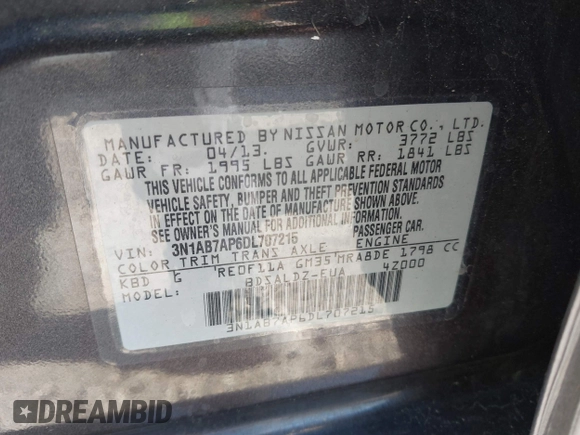 MANUFACTURED BY NISSAN MOTOR CO., LTD.
DATE: 04/13. GVWR: 3772 LBS
GAWR FR: 1995 LBS GAWR RR: 1841 LBS
THIS VEHICLE CONFORMS TO ALL APPLICABLE FEDERAL MOTOR
VEHICLE SAFETY, BUMPER AND THEFT PREVENTION STANDARDS
IN EFFECT ON THE DATE OF MANUFACTURE SHOWN ABOVE.
SEE OWNER'S MANUAL FOR ADDITIONAL INFORMATION.
VIN: 3N1AB7AP6DL707216 PASSENGER CAR.
COLOR TRIM TRANS AXLE ENGINE
KBD G RE0F11A GM35 MRA8DE 1798 CC
MODEL: BDSALDZ-EUA 4Z000
3N1AB7AP6DL707216
DREAMBID